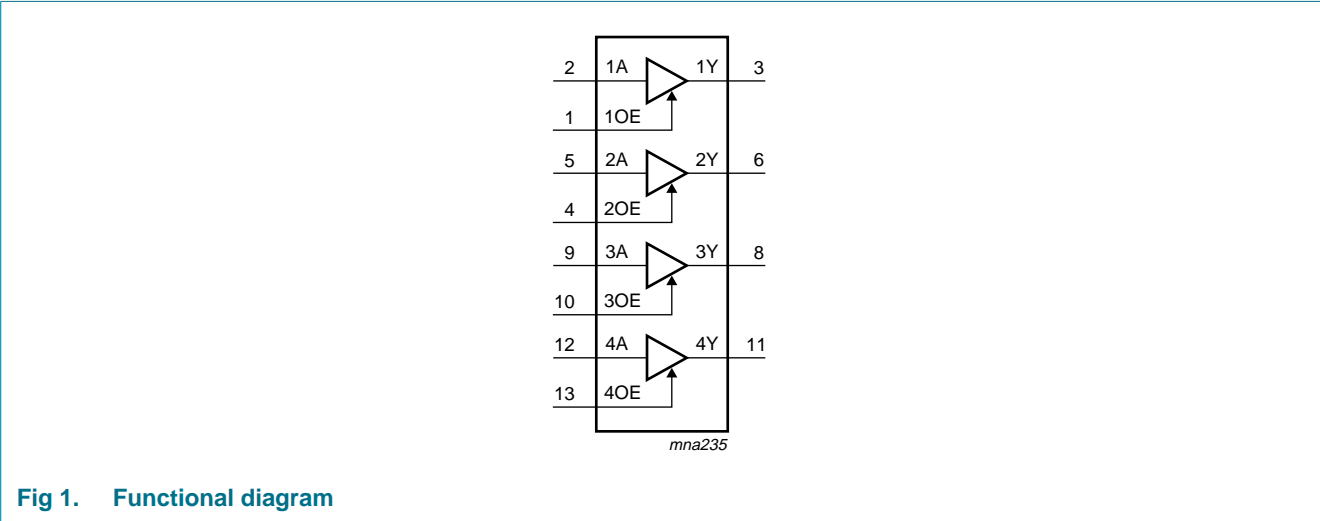 2 1A 1Y 3
1 1OE
5 2A 2Y 6
4 2OE
9 3A 3Y 8
10 3OE
12 4A 4Y 11
13 4OE
mna235
Fig 1. Functional diagram